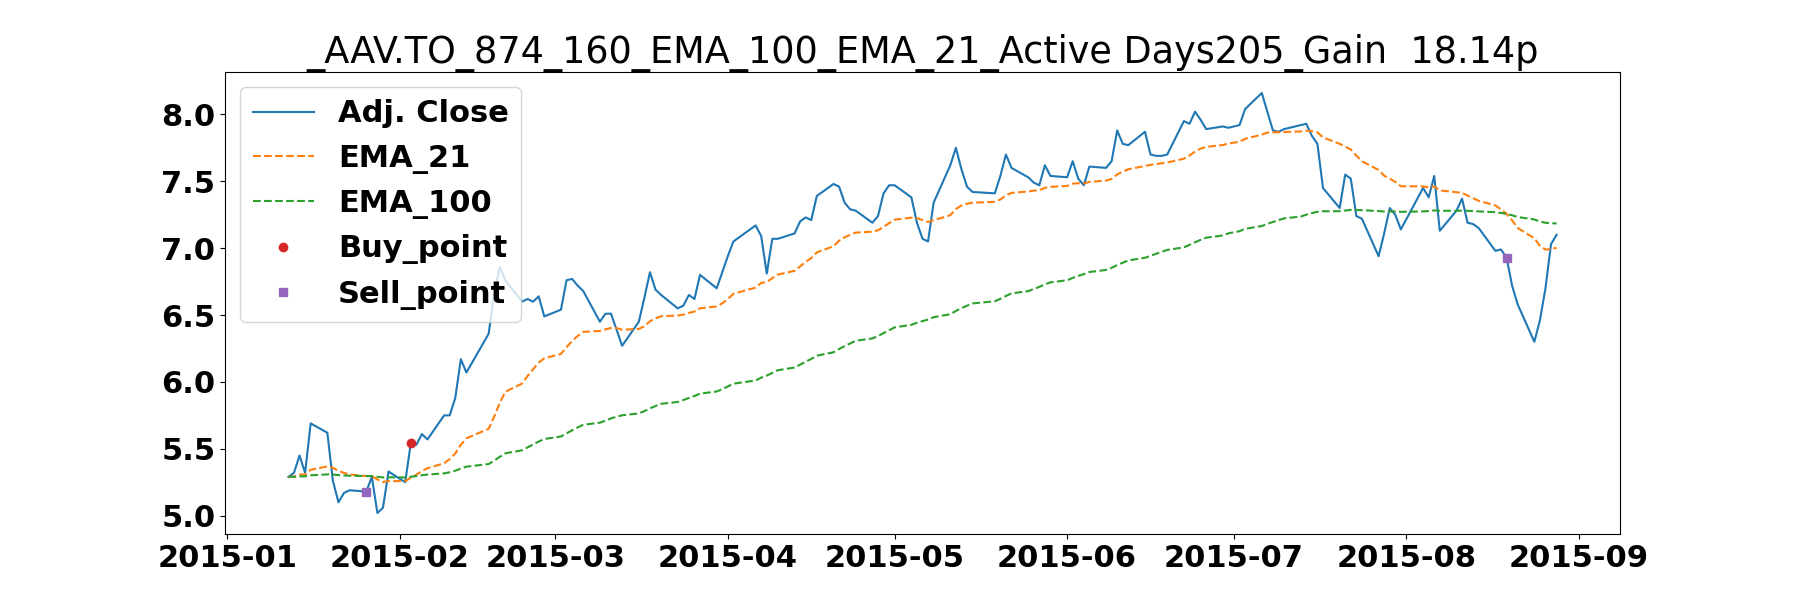 _AAV.TO_874_160_EMA_100_EMA_21_Active Days205_Gain  18.14p
8.0
7.5
7.0
6.5
6.0
5.5
5.0
Adj. Close
EMA_21
EMA_100
Buy_point
Sell_point
2015-01 2015-02 2015-03 2015-04 2015-05 2015-06 2015-07 2015-08 2015-09